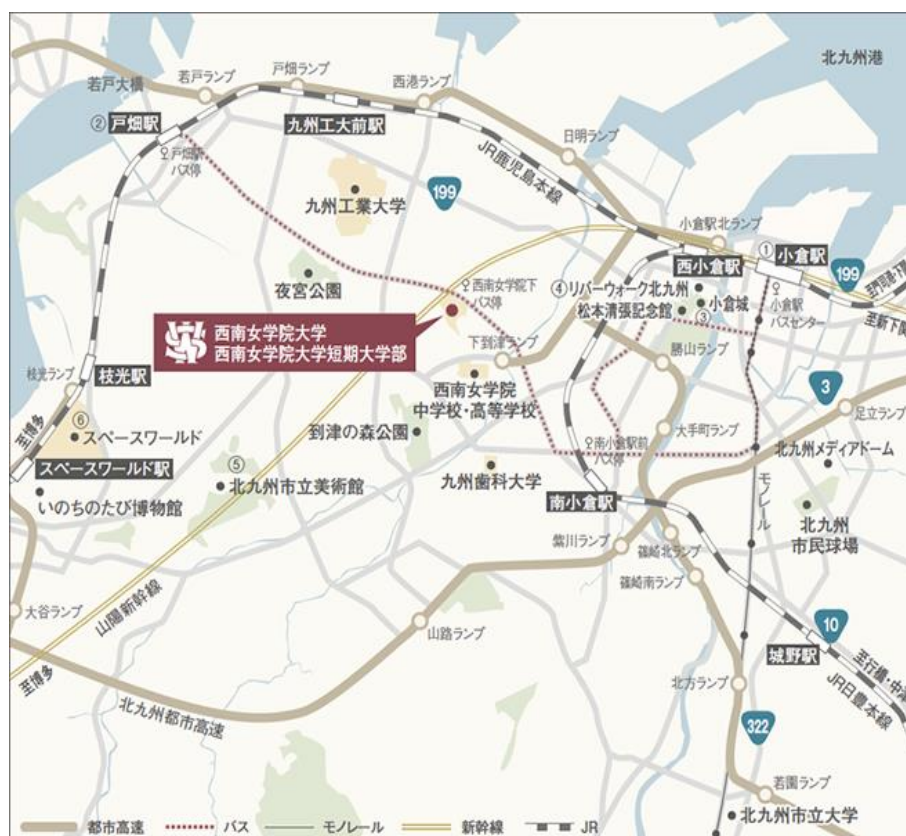 北九州港
若戸大橋
若戸ランプ
戸畑ランプ
西港ランプ
② 戸畑駅
戸畑駅
バス停
九州工大前駅
日明ランプ
JR鹿児島本線
九州工業大学
199
小倉駅北ランプ
① 小倉駅
西小倉駅
199
至門司港・下関
至新下関
夜宮公園
西南女学院下
バス停
④ リバーウォーク北九州
小倉城
③
松本清張記念館
小倉駅
バスセンター
西南女学院大学
西南女学院大学短期大学部
下到津ランプ
勝山ランプ
枝光ランプ
枝光駅
西南女学院
中学校・高等学校
3
足立ランプ
至博多
⑥
スペースワールド
到津の森公園
大手町ランプ
南小倉駅前
バス停
北九州メディアドーム
スペースワールド駅
⑤
北九州市立美術館
九州歯科大学
いのちのたび博物館
南小倉駅
モノレール
北九州
市民球場
紫川ランプ
篠崎北ランプ
篠崎南ランプ
大谷ランプ
山陽新幹線
山路ランプ
10
城野駅
至行橋・中津
JR日豊本線
至博多
北九州都市高速
北方ランプ
322
若園ランプ
北九州市立大学
都市高速
バス
モノレール
新幹線
JR